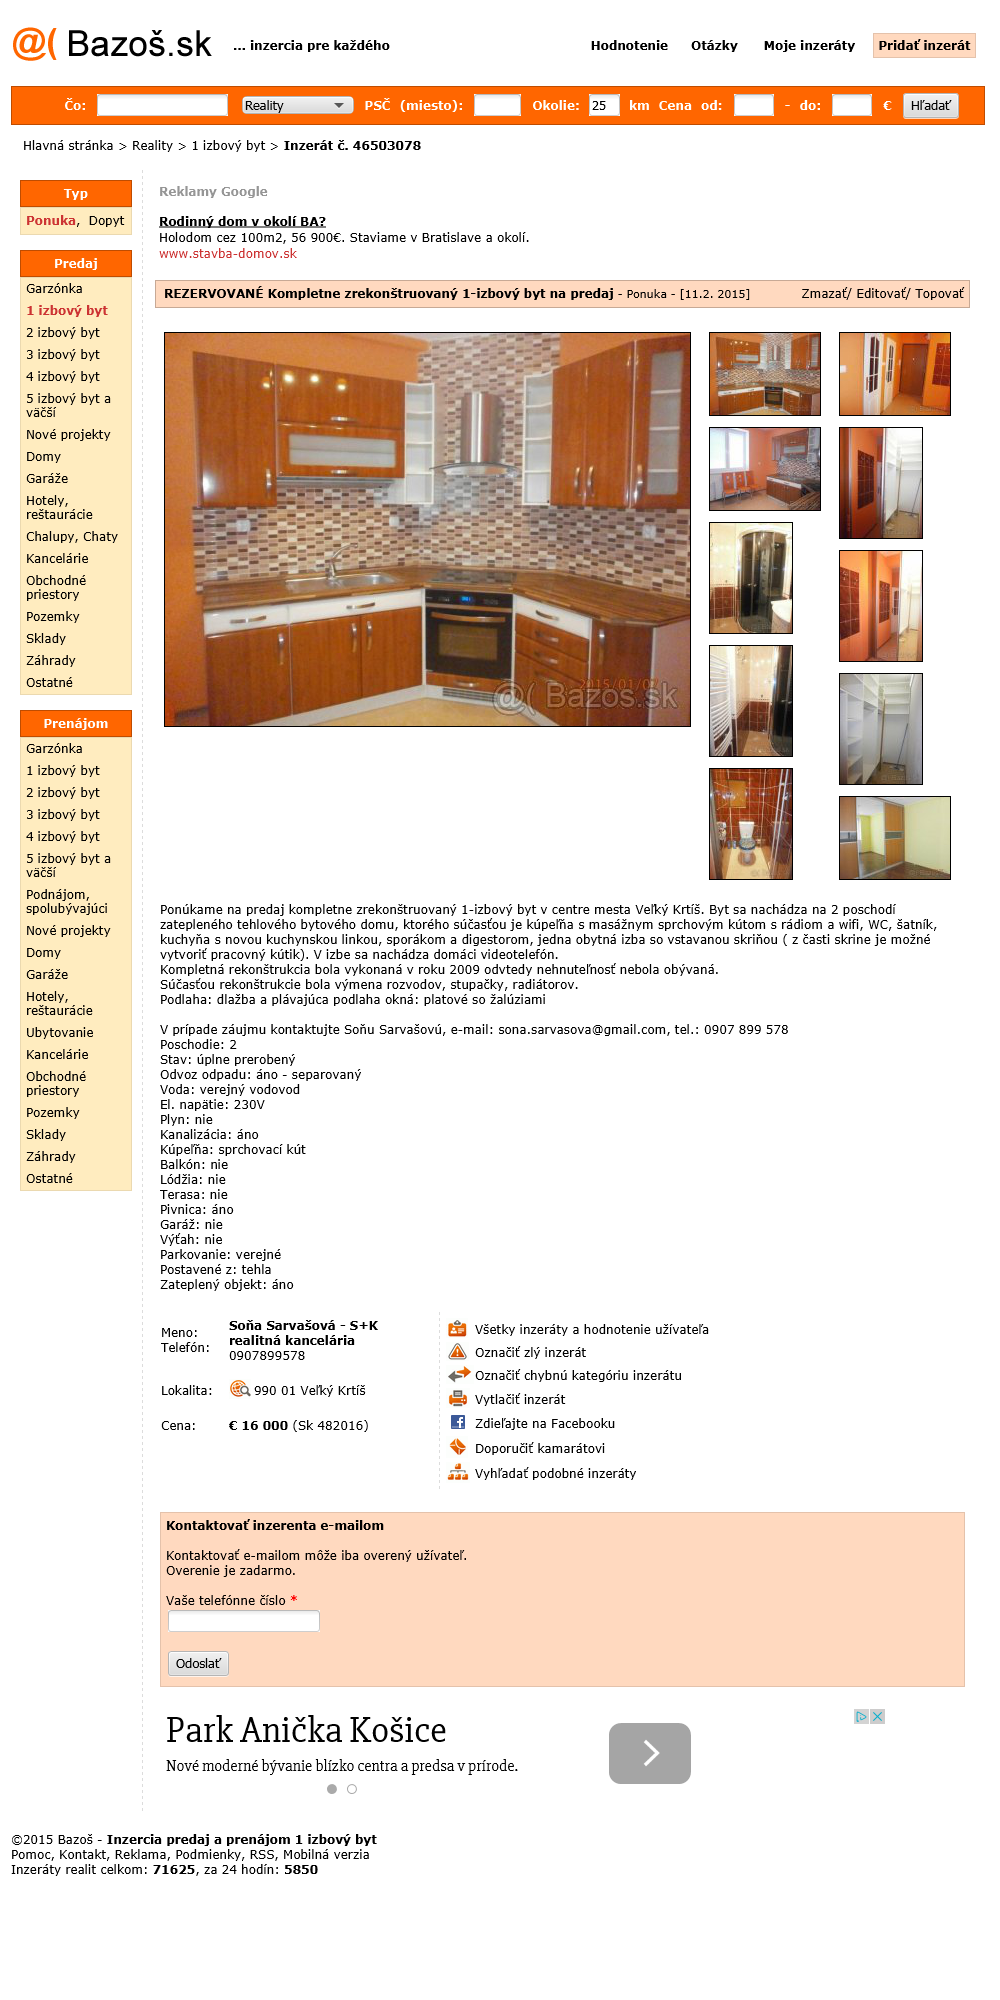 @( Bazoš.sk
... inzercia pre každého
Hodnotenie Otázky Moje inzeráty Pridať inzerát
Čo: Reality PSČ (miesto): Okolie: 25 km Cena od: - do: € Hľadať
Hlavná stránka > Reality > 1 izbový byt > Inzerát č. 46503078
Typ
Ponuka, Dopyt
Predaj
Garzónka
1 izbový byt
2 izbový byt
3 izbový byt
4 izbový byt
5 izbový byt a
väčší
Nové projekty
Domy
Garáže
Hotely,
reštaurácie
Chalupy, Chaty
Kancelárie
Obchodné
priestory
Pozemky
Sklady
Záhrady
Ostatné
Prenájom
Garzónka
1 izbový byt
2 izbový byt
3 izbový byt
4 izbový byt
5 izbový byt a
väčší
Podnájom,
spolubývajúci
Nové projekty
Domy
Garáže
Hotely,
reštaurácie
Ubytovanie
Kancelárie
Obchodné
priestory
Pozemky
Sklady
Záhrady
Ostatné
Reklamy Google
Rodinný dom v okolí BA?
Holodom cez 100m2, 56 900€. Staviame v Bratislave a okolí.
www.stavba-domov.sk
REZERVOVANÉ Kompletne zrekonštruovaný 1-izbový byt na predaj - Ponuka - [11.2. 2015] Zmazať/ Editovať/ Topovať
@( Bazoš.sk
Ponúkame na predaj kompletne zrekonštruovaný 1-izbový byt v centre mesta Veľký Krtíš. Byt sa nachádza na 2 poschodí
zatepleného tehlového bytového domu, ktorého súčasťou je kúpeľňa s masážnym sprchovým kútom s rádiom a wifi, WC, šatník,
kuchyňa s novou kuchynskou linkou, sporákom a digestorom, jedna obytná izba so vstavanou skriňou ( z časti skrine je možné
vytvoriť pracovný kútik). V izbe sa nachádza domáci videotelefón.
Kompletná rekonštrukcia bola vykonaná v roku 2009 odvtedy nehnuteľnosť nebola obývaná.
Súčasťou rekonštrukcie bola výmena rozvodov, stupačky, radiátorov.
Podlaha: dlažba a plávajúca podlaha okná: platové so žalúziami
V prípade záujmu kontaktujte Soňu Sarvašovú, e-mail: sona.sarvasova@gmail.com, tel.: 0907 899 578
Poschodie: 2
Stav: úplne prerobený
Odvoz odpadu: áno - separovaný
Voda: verejný vodovod
El. napätie: 230V
Plyn: nie
Kanalizácia: áno
Kúpeľňa: sprchovací kút
Balkón: nie
Lódžia: nie
Terasa: nie
Pivnica: áno
Garáž: nie
Výťah: nie
Parkovanie: verejné
Postavené z: tehla
Zateplený objekt: áno
Meno: Soňa Sarvašová - S+K
realitná kancelária
Telefón: 0907899578
Lokalita: 990 01 Veľký Krtíš
Cena: € 16 000 (Sk 482016)
Všetky inzeráty a hodnotenie užívateľa
Označiť zlý inzerát
Označiť chybnú kategóriu inzerátu
Vytlačiť inzerát
Zdieľajte na Facebooku
Doporučiť kamarátovi
Vyhľadať podobné inzeráty
Kontaktovať inzerenta e-mailom
Kontaktovať e-mailom môže iba overený užívateľ.
Overenie je zadarmo.
Vaše telefónne číslo *
Odoslať
Park Anička Košice
Nové moderné bývanie blízko centra a predsa v prírode.
©2015 Bazoš - Inzercia predaj a prenájom 1 izbový byt
Pomoc, Kontakt, Reklama, Podmienky, RSS, Mobilná verzia
Inzeráty realit celkom: 71625, za 24 hodín: 5850